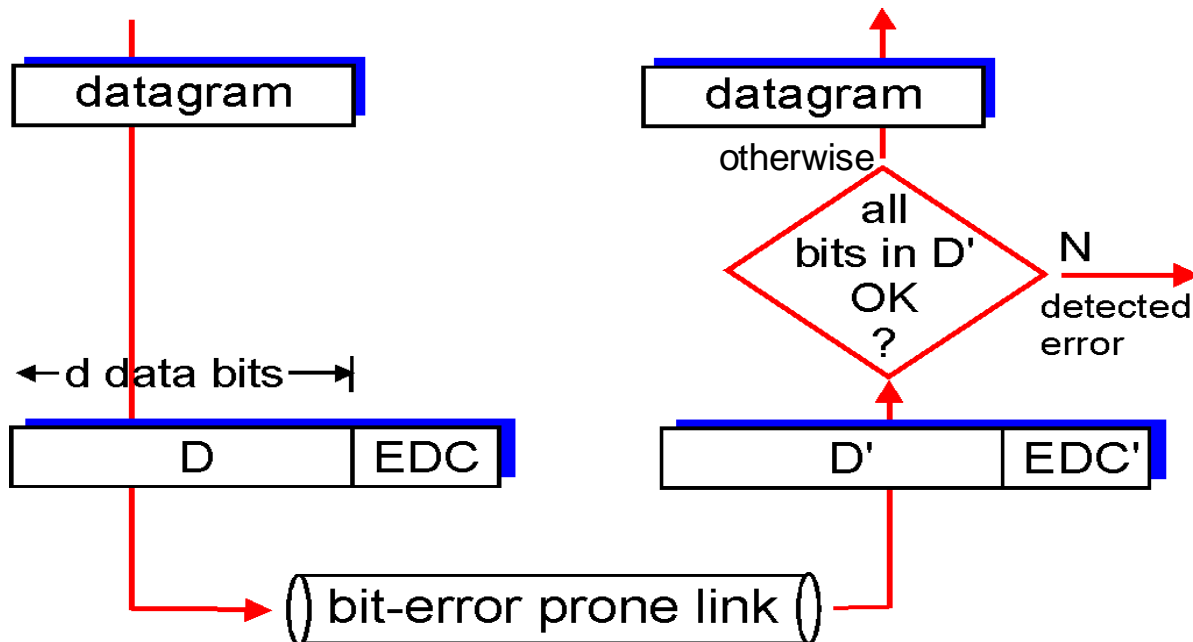 datagram
d data bits
D
EDC
bit-error prone link
D'
EDC'
all
bits in D'
OK
?
N
detected
error
otherwise
datagram